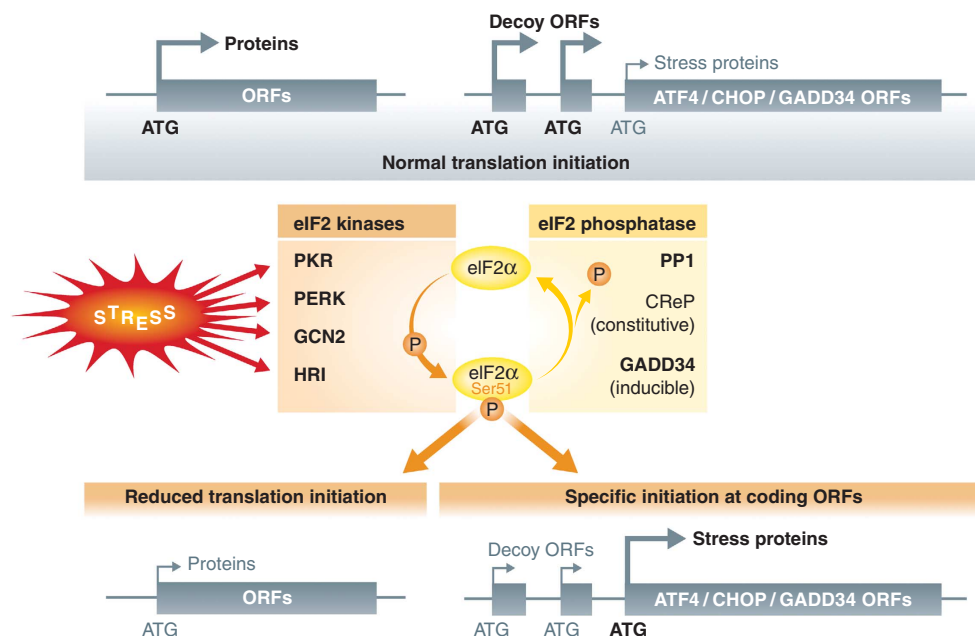 Decoy ORFs
Proteins
Stress proteins
ORFs
ATF4 / CHOP / GADD34 ORFs
ATG
ATG
ATG
ATG
Normal translation initiation
eIF2 kinases
eIF2 phosphatase
PKR
PERK
GCN2
HRI
STRESS
eIF2α
P
P
eIF2α
Ser51
P
PP1
CReP
(constitutive)
GADD34
(inducible)
Reduced translation initiation
Specific initiation at coding ORFs
Proteins
ORFs
ATG
Decoy ORFs
Stress proteins
ATF4 / CHOP / GADD34 ORFs
ATG
ATG
ATG